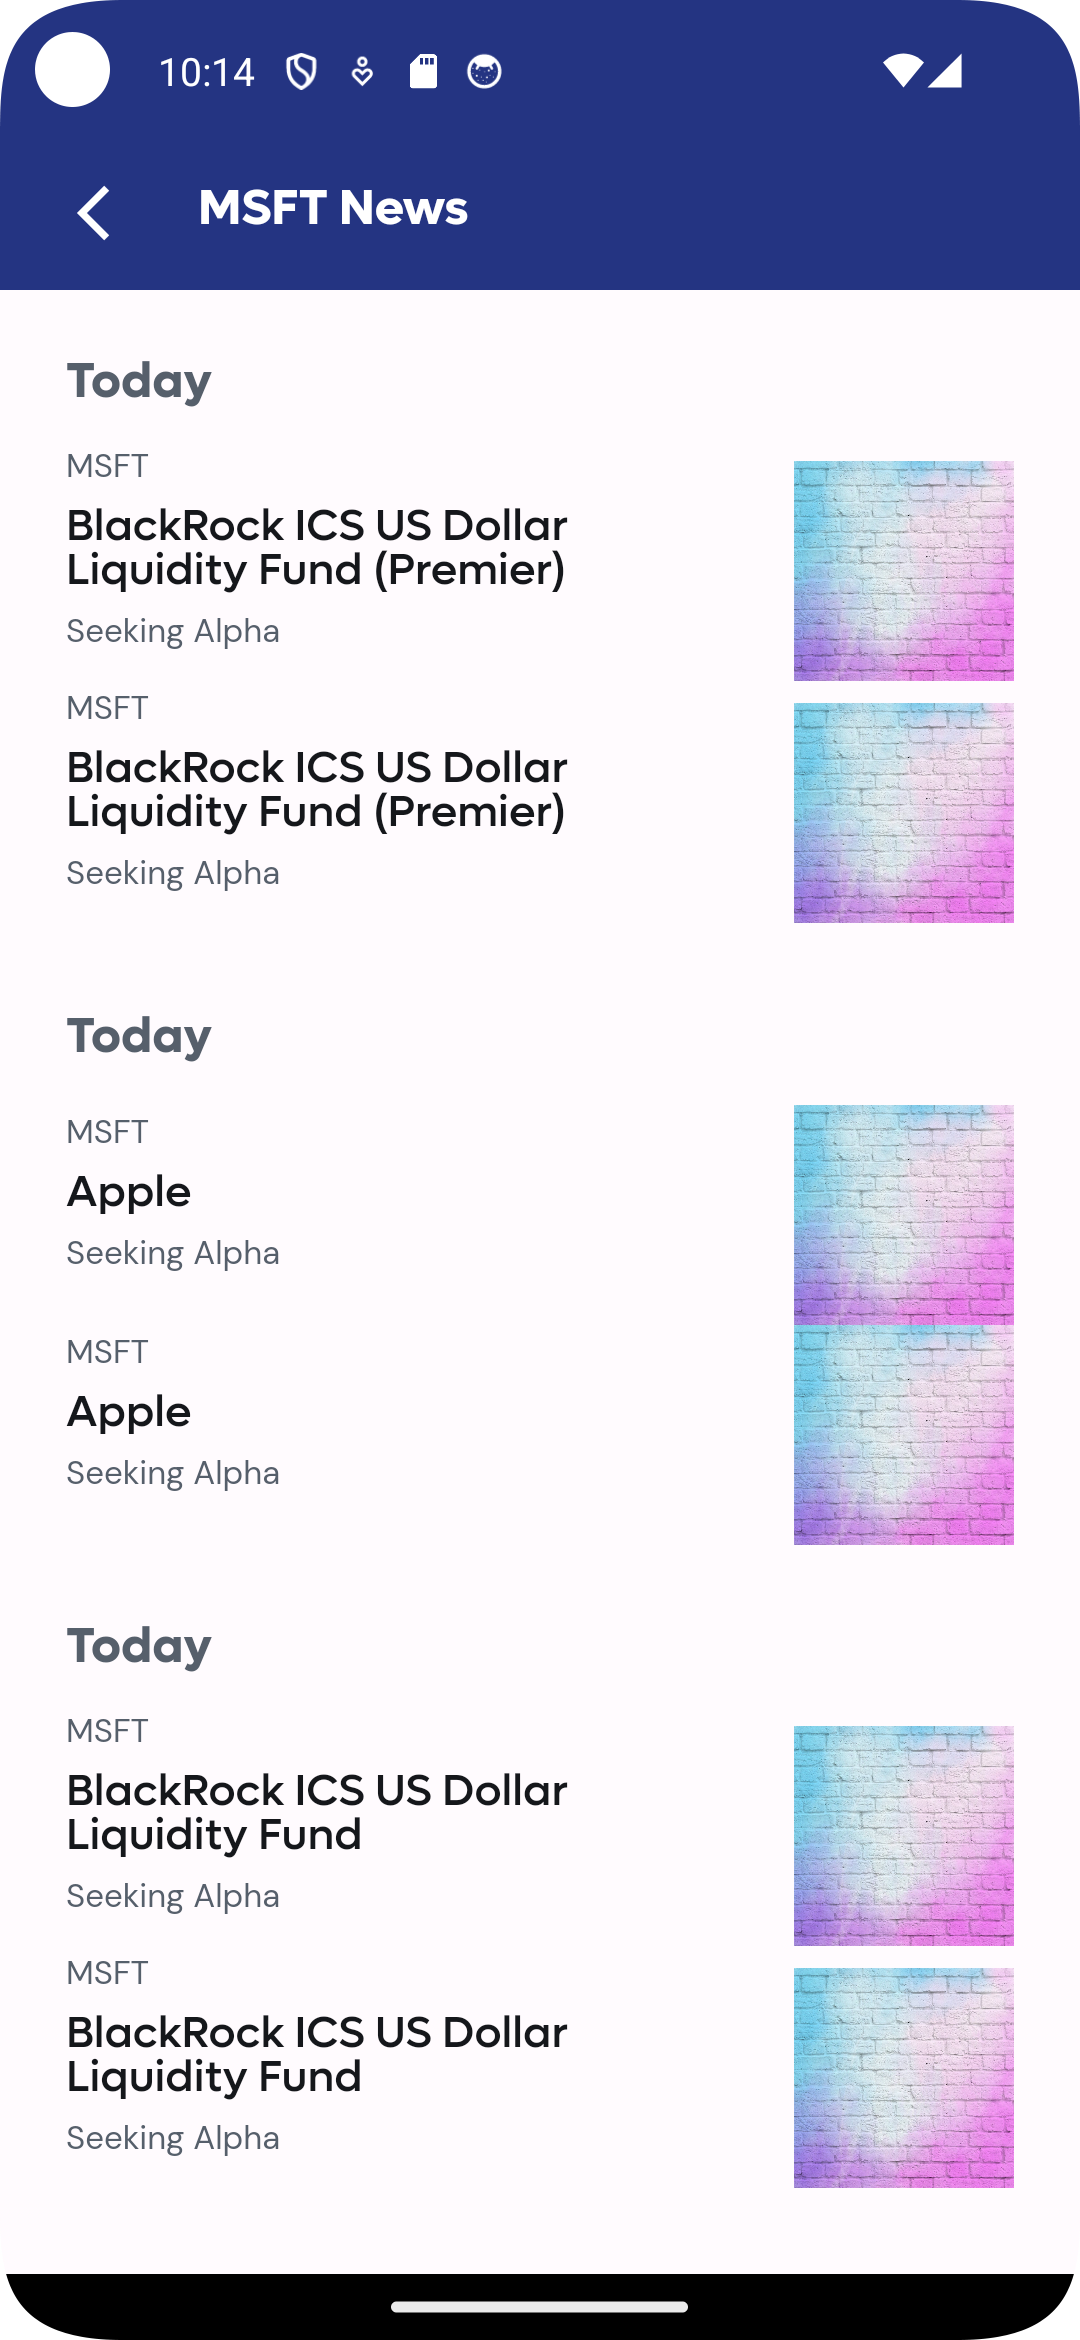 10:14
MSFT News
Today
MSFT
BlackRock ICS US Dollar
Liquidity Fund (Premier)
Seeking Alpha
MSFT
BlackRock ICS US Dollar
Liquidity Fund (Premier)
Seeking Alpha
Today
MSFT
Apple
Seeking Alpha
MSFT
Apple
Seeking Alpha
Today
MSFT
BlackRock ICS US Dollar
Liquidity Fund
Seeking Alpha
MSFT
BlackRock ICS US Dollar
Liquidity Fund
Seeking Alpha